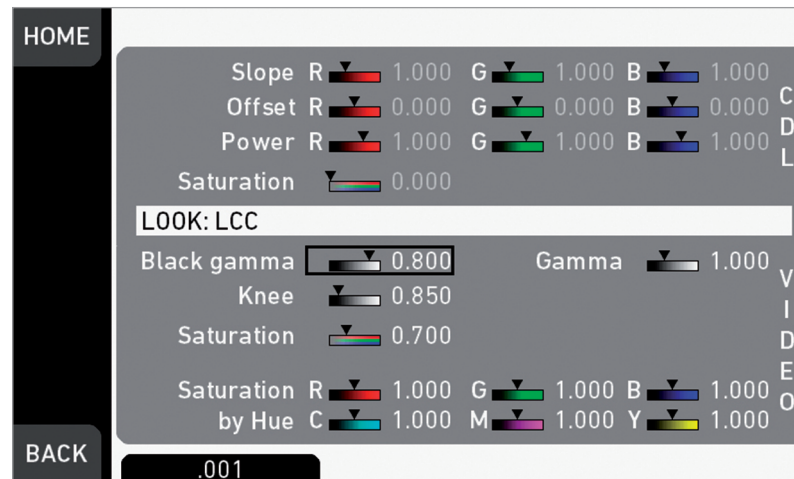 HOME
Slope R 1.000 G 1.000 B 1.000
Offset R 0.000 G 0.000 B 0.000
Power R 1.000 G 1.000 B 1.000
Saturation 0.000
CDL
LOOK: LCC
Black gamma 0.800 Gamma 1.000
Knee 0.850
Saturation 0.700
Saturation R 1.000 G 1.000 B 1.000
by Hue C 1.000 M 1.000 Y 1.000
VIDEO
BACK
.001